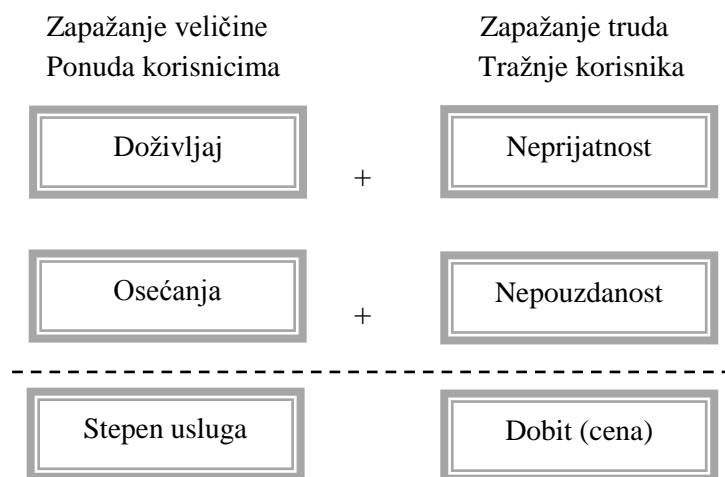 Zapažanje veličine
Ponuda korisnicima
Zapažanje truda
Tražnje korisnika
Doživljaj
+
Neprijatnost
Osećanja
+
Nepouzdanost
Stepen usluga
Dobit (cena)